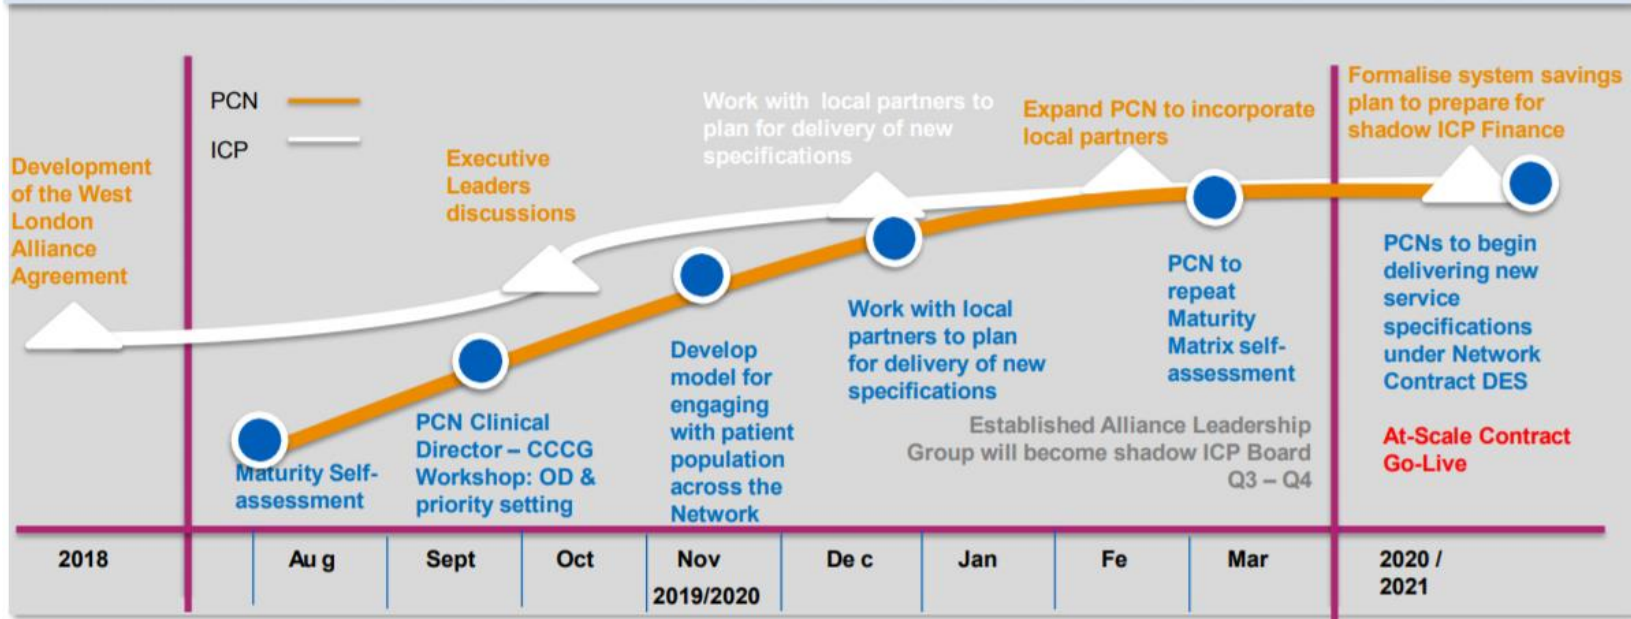 PCN
ICP
Development
of the West
London
Alliance
Agreement
Executive
Leaders
discussions
Work with local partners to
plan for delivery of new
specifications
Expand PCN to incorporate
local partners
Formalise system savings
plan to prepare for
shadow ICP Finance
Maturity Self-
assessment
PCN Clinical
Director – CCCG
Workshop: OD &
priority setting
Develop
model for
engaging
with patient
population
across the
Network
Work with local
partners to plan
for delivery of new
specifications
PCN to
repeat
Maturity
Matrix self-
assessment
Established Alliance Leadership
Group will become shadow ICP Board
Q3 – Q4
PCNs to begin
delivering new
service
specifications
under Network
Contract DES
At-Scale Contract
Go-Live
2018
Au g
Sept
Oct
Nov
2019/2020
De c
Jan
Fe
Mar
2020 /
2021